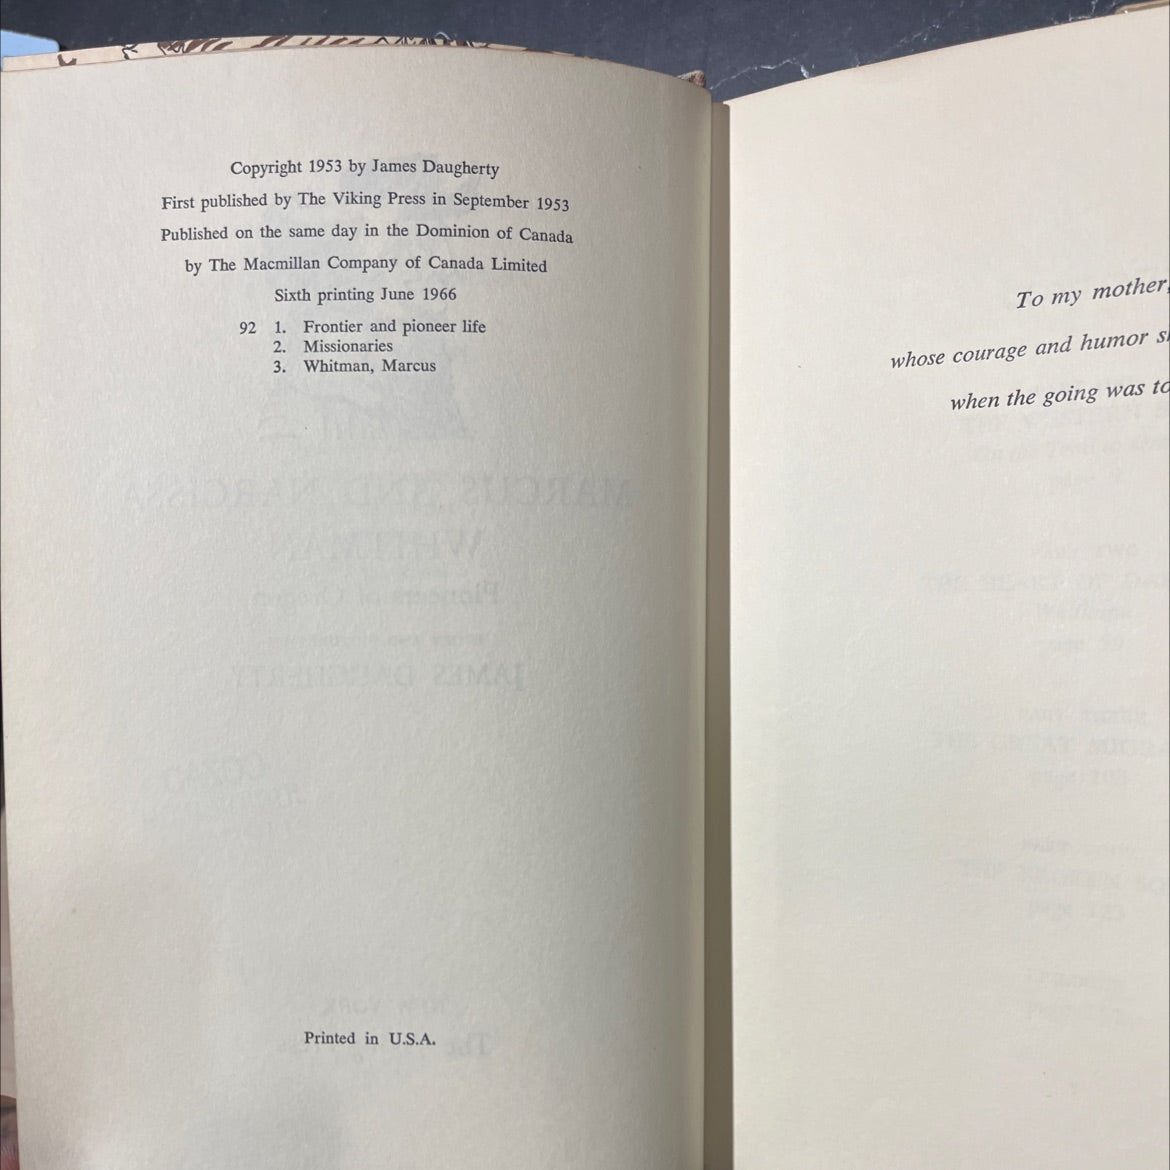 Copyright 1953 by James Daugherty
First published by The Viking Press in September 1953
Published on the same day in the Dominion of Canada
by The Macmillan Company of Canada Limited
Sixth printing June 1966
92 1. Frontier and pioneer life
2. Missionaries
3. Whitman, Marcus
Printed in U.S.A.
To my mother,
whose courage and humor
when the going was